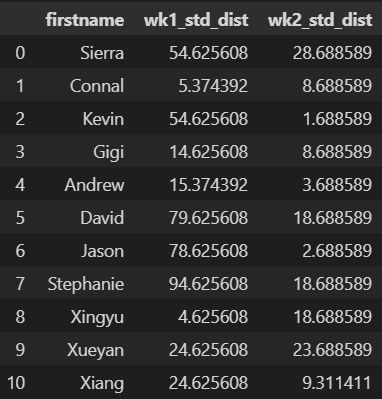 firstname wk1_std_dist wk2_std_dist
0 Sierra 54.625608 28.688589
1 Connal 5.374392 8.688589
2 Kevin 54.625608 1.688589
3 Gigi 14.625608 8.688589
4 Andrew 15.374392 3.688589
5 David 79.625608 18.688589
6 Jason 78.625608 2.688589
7 Stephanie 94.625608 18.688589
8 Xingyu 4.625608 18.688589
9 Xueyan 24.625608 23.688589
10 Xiang 24.625608 9.311411